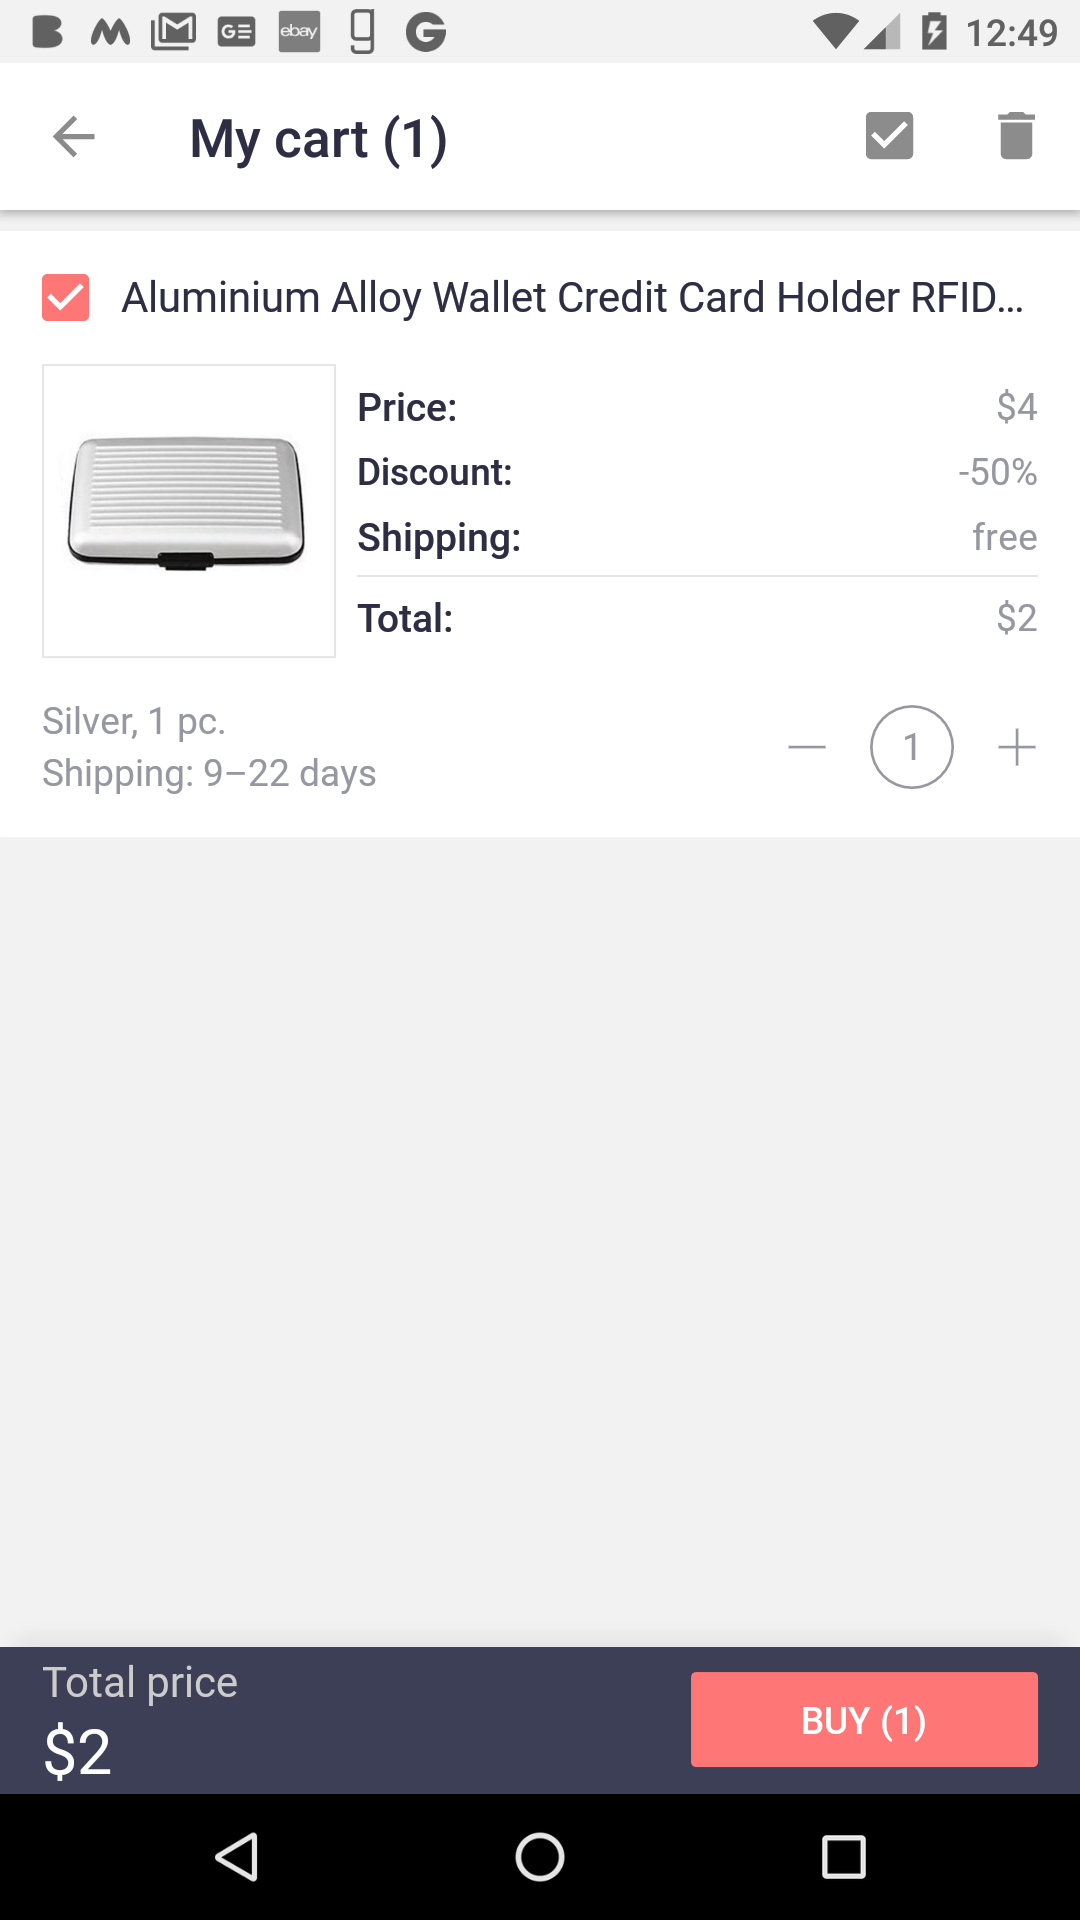 GE ebay g G 12:49
My cart (1)
Aluminium Alloy Wallet Credit Card Holder RFID...
Price: $4
Discount: -50%
Shipping: free
Total: $2
Silver, 1 pc.
Shipping: 9–22 days
1
Total price
$2
BUY (1)